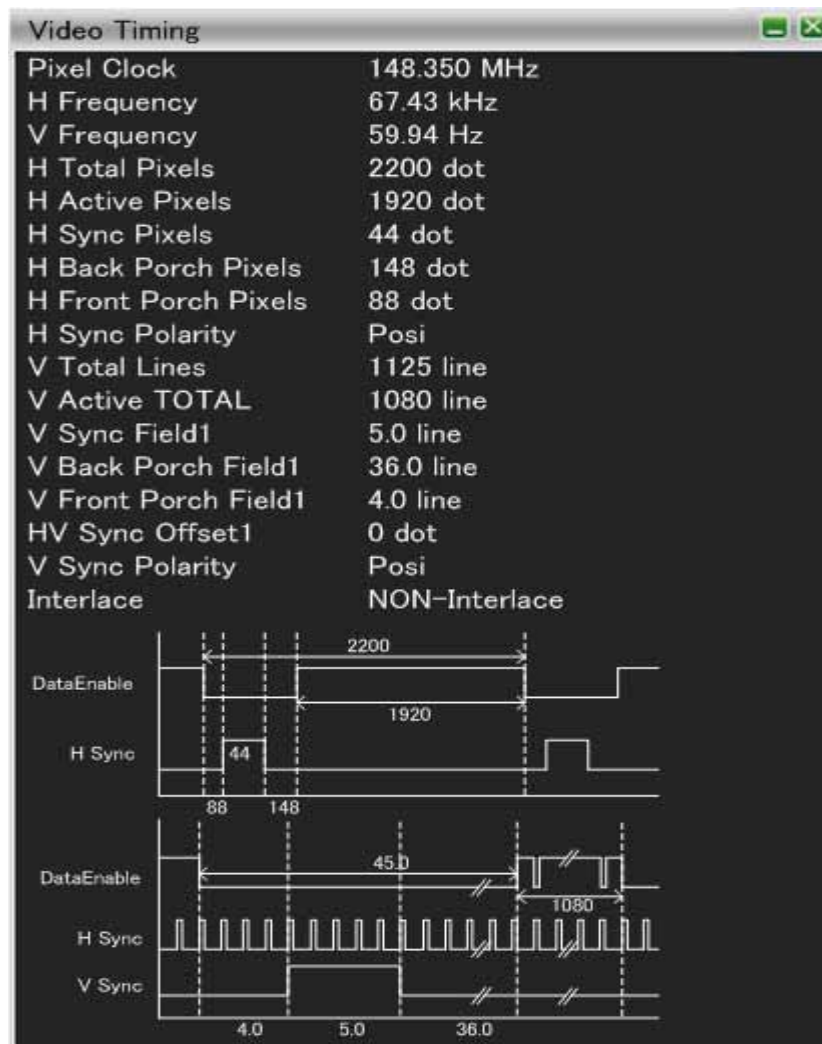 Video Timing
Pixel Clock 148.350 MHz
H Frequency 67.43 kHz
V Frequency 59.94 Hz
H Total Pixels 2200 dot
H Active Pixels 1920 dot
H Sync Pixels 44 dot
H Back Porch Pixels 148 dot
H Front Porch Pixels 88 dot
H Sync Polarity Posi
V Total Lines 1125 line
V Active TOTAL 1080 line
V Sync Field1 5.0 line
V Back Porch Field1 36.0 line
V Front Porch Field1 4.0 line
HV Sync Offset1 0 dot
V Sync Polarity Posi
Interlace NON-Interlace
2200
DataEnable
1920
H Sync 44
88 148
45.0
DataEnable
1080
H Sync
V Sync
4.0 5.0 36.0